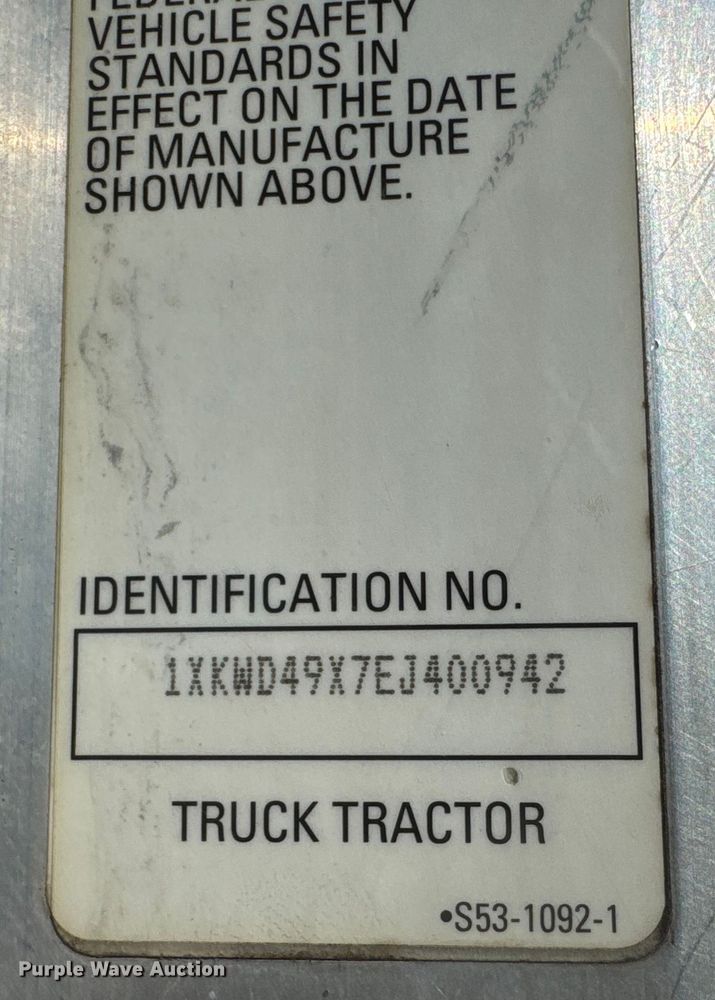 FEDERAL
VEHICLE SAFETY
STANDARDS IN
EFFECT ON THE DATE
OF MANUFACTURE
SHOWN ABOVE.
IDENTIFICATION NO.
1XKWD49X7EJ400942
TRUCK TRACTOR
•S53-1092-1
Purple Wave Auction